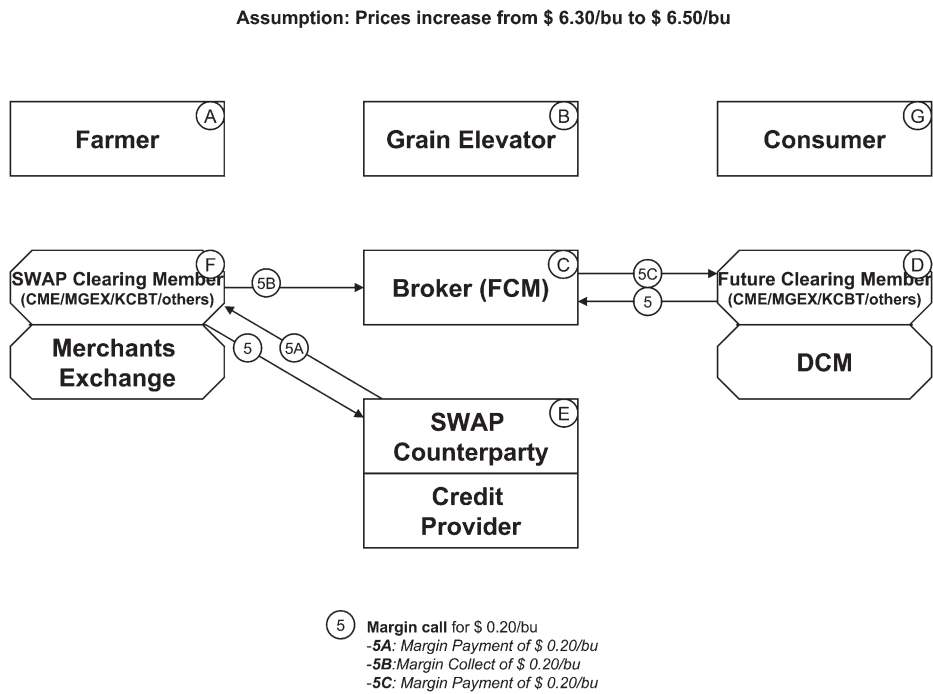 Assumption: Prices increase from $ 6.30/bu to $ 6.50/bu
A
Farmer
B
Grain Elevator
G
Consumer
F
SWAP Clearing Member
(CME/MGEX/KCBT/others)
Merchants
Exchange
5B
C
Broker (FCM)
5C
5
D
Future Clearing Member
(CME/MGEX/KCBT/others)
DCM
5
5A
E
SWAP
Counterparty
Credit
Provider
5 Margin call for $ 0.20/bu
-5A: Margin Payment of $ 0.20/bu
-5B:Margin Collect of $ 0.20/bu
-5C: Margin Payment of $ 0.20/bu